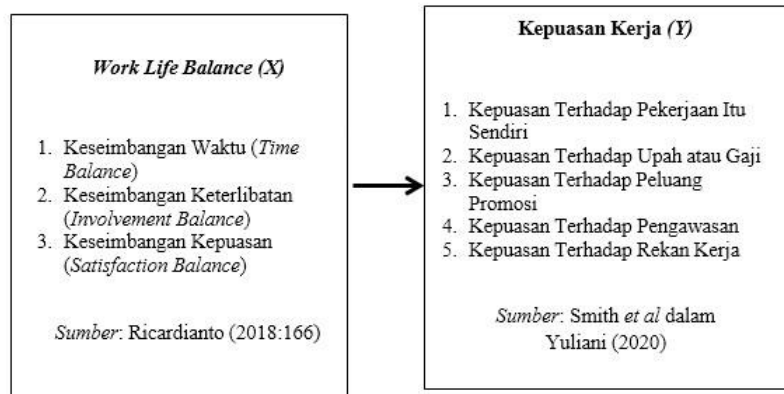 Work Life Balance (X)
1. Keseimbangan Waktu (Time
Balance)
2. Keseimbangan Keterlibatan
(Involvement Balance)
3. Keseimbangan Kepuasan
(Satisfaction Balance)
Sumber: Ricardianto (2018:166)
Kepuasan Kerja (Y)
1. Kepuasan Terhadap Pekerjaan Itu
Sendiri
2. Kepuasan Terhadap Upah atau Gaji
3. Kepuasan Terhadap Peluang
Promosi
4. Kepuasan Terhadap Pengawasan
5. Kepuasan Terhadap Rekan Kerja
Sumber: Smith et al dalam
Yuliani (2020)